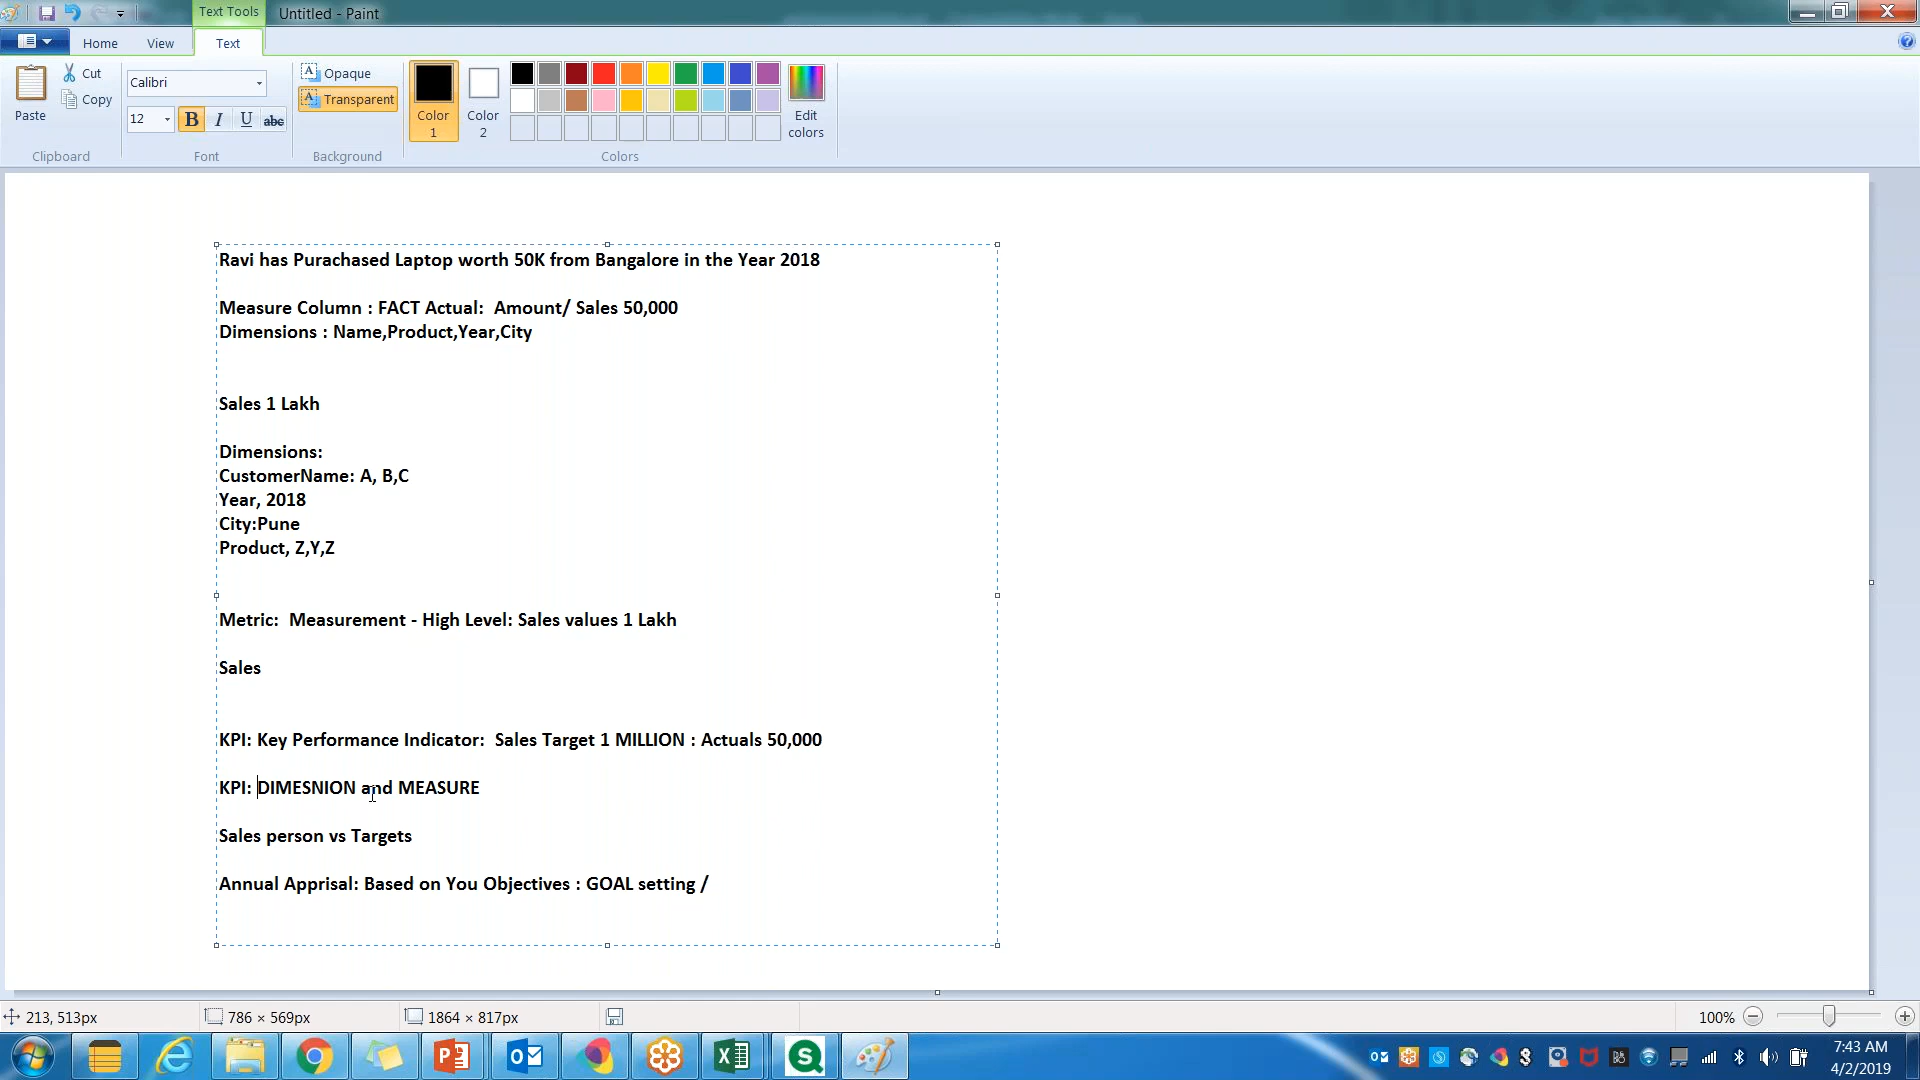 Text Tools
Untitled - Paint
Home
View
Text
Paste
Cut
Copy
Clipboard
Calibri
12
B I U abc
Font
Opaque
Transparent
Background
Color 1
Color 2
Edit colors
Colors
Ravi has Purachased Laptop worth 50K from Bangalore in the Year 2018
Measure Column : FACT Actual:  Amount/ Sales 50,000
Dimensions : Name,Product,Year,City
Sales 1 Lakh
Dimensions:
CustomerName: A, B,C
Year, 2018
City:Pune
Product, Z,Y,Z
Metric:  Measurement - High Level: Sales values 1 Lakh
Sales
KPI: Key Performance Indicator:  Sales Target 1 MILLION : Actuals 50,000
KPI: DIMESNION and MEASURE
Sales person vs Targets
Annual Apprisal: Based on You Objectives : GOAL setting /
213, 513px
786 × 569px
1864 × 817px
100%
7:43 AM
4/2/2019